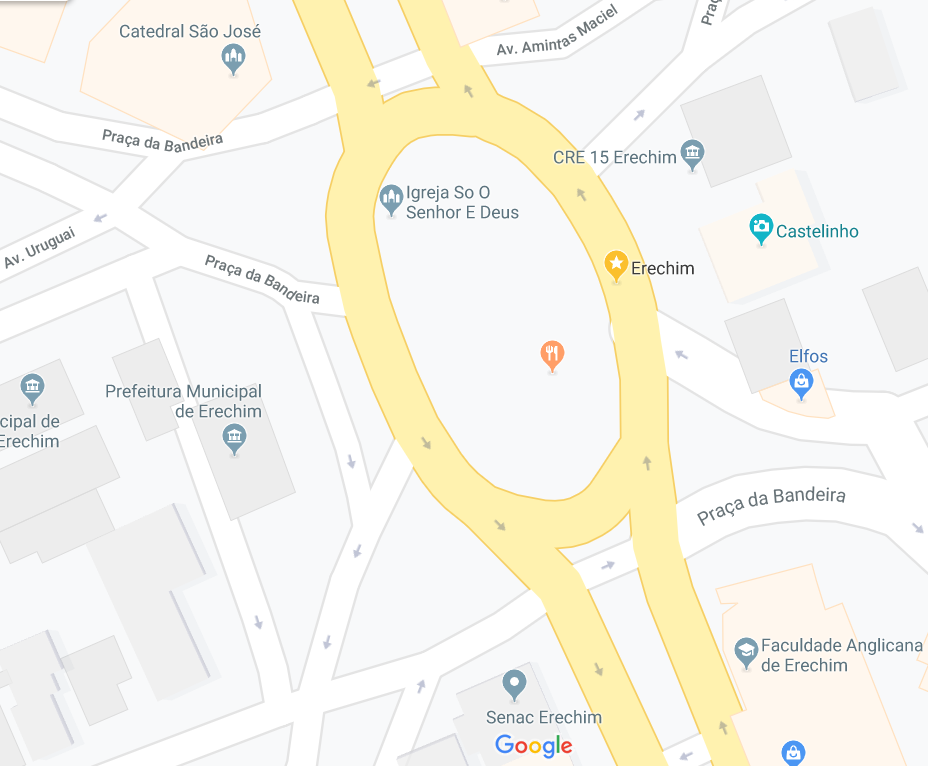 Catedral São José
Av. Amintas Maciel
Praç
Praça da Bandeira
CRE 15 Erechim
Igreja So O
Senhor E Deus
Av. Uruguai
Castelinho
Praça da Bandeira
Erechim
Elfos
Prefeitura Municipal
de Erechim
cipal de
Erechim
Praça da Bandeira
Faculdade Anglicana
de Erechim
Senac Erechim
Google